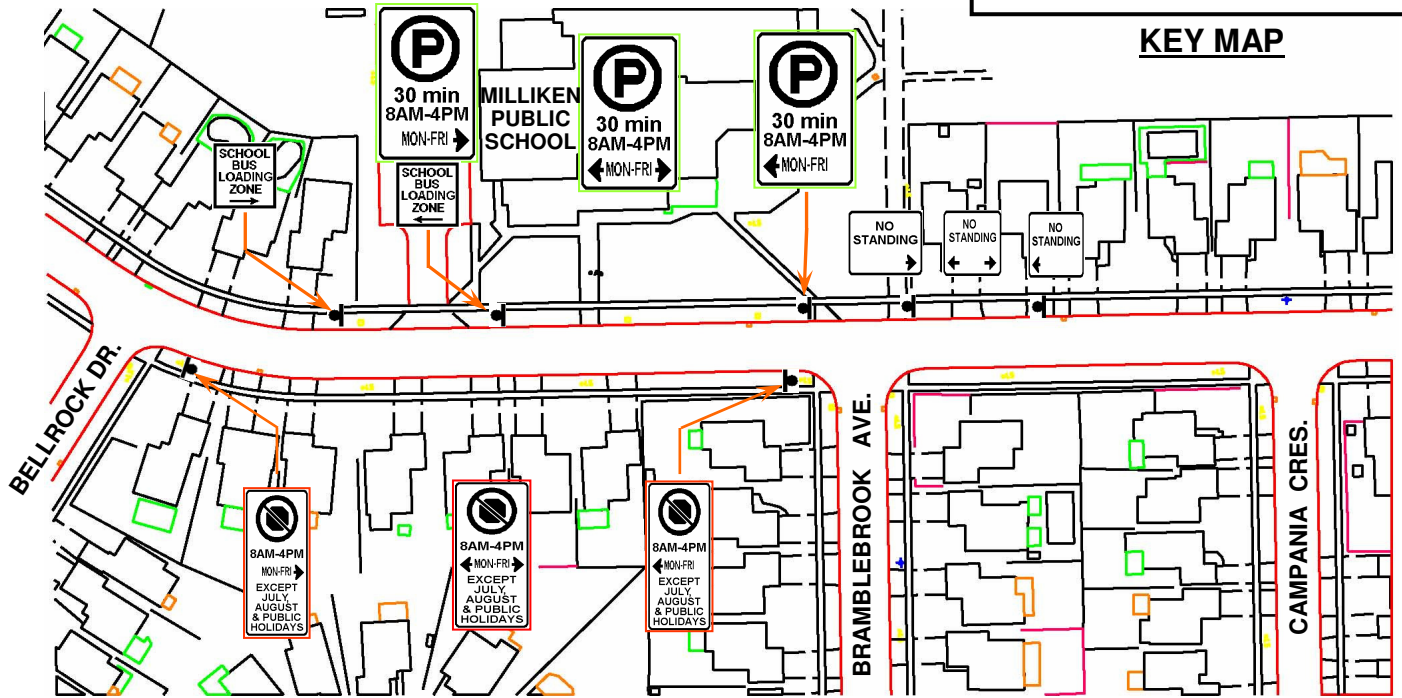 KEY MAP
P
30 min
8AM-4PM
MON-FRI
MILLIKEN
PUBLIC
SCHOOL
P
30 min
8AM-4PM
MON-FRI
P
30 min
8AM-4PM
MON-FRI
SCHOOL
BUS
LOADING
ZONE
SCHOOL
BUS
LOADING
ZONE
NO
STANDING
NO
STANDING
NO
STANDING
BELLROCK DR.
8AM-4PM
MON-FRI
EXCEPT
JULY,
AUGUST
& PUBLIC
HOLIDAYS
8AM-4PM
MON-FRI
EXCEPT
JULY,
AUGUST
& PUBLIC
HOLIDAYS
8AM-4PM
MON-FRI
EXCEPT
JULY,
AUGUST
& PUBLIC
HOLIDAYS
BRAMBLEBROOK AVE.
CAMPANIA CRES.